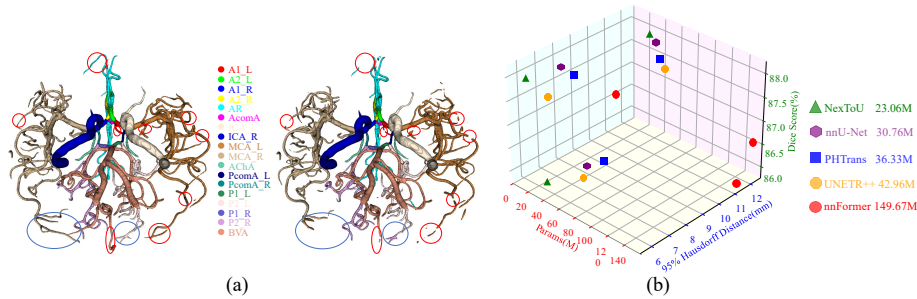 (a)
A1_L
A2_L
A1_R
A2_R
AR
AcomA
ICA_R
MCA_L
MCA_R
AChA
PcomA_L
PcomA_R
P1_L
P1_R
P2_R
BVA
(b)
88.0
87.5
87.0
86.5
86.0
Dice Score(%)
0
20
40
60
80
100
12
0
140
Params(M)
6
7
8
9
10
11
12
95% Hausdorff Distance(mm)
NexToU 23.06M
nnU-Net 30.76M
PHTrans 36.33M
UNETR++ 42.96M
nnFormer 149.67M